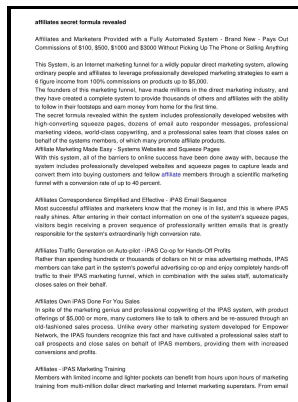 affiliates secret formula revealed
Affiliates and Marketers Provided with a Fully Automated System - Brand New - Pays Out
Commissions of $100, $500, $1000 and $3000 Without Picking Up The Phone or Selling Anything
This System, is an Internet marketing funnel for a wildly popular direct marketing system, allowing
ordinary people and affiliates to leverage professionally developed marketing strategies to earn a
6 figure income from 100% commissions on products up to $5,000.
The founders of this marketing funnel, have made millions in the direct marketing industry, and
they have created a complete system to provide thousands of others and affiliates with the ability
to follow in their footsteps and earn money from home for the first time.
The secret formula revealed within the system includes professionally developed websites with
high-converting squeeze pages, dozens of email auto responder messages, professional
marketing videos, world-class copywriting, and a professional sales team that closes sales on
behalf of the systems members, of which many promote affiliate products.
Affiliate Marketing Made Easy - Systems Websites and Squeeze Pages
With this system, all of the barriers to online success have been done away with, because the
system includes professionally developed websites and squeeze pages to capture leads and
convert them into buying customers and fellow affiliate members through a scientific marketing
funnel with a conversion rate of up to 40 percent.
Affiliates Correspondence Simplified and Effective - iPAS Email Sequence
Most successful affiliates and marketers know that the money is in list, and this is where iPAS
really shines. After entering in their contact information on one of the system's squeeze pages,
visitors begin receiving a proven sequence of professionally written emails that is greatly
responsible for the system's extraordinarily high conversion rate.
Affiliates Traffic Generation on Auto-pilot - iPAS Co-op for Hands-Off Profits
Rather than spending hundreds or thousands of dollars on hit or miss advertising methods, IPAS
members can take part in the system's powerful advertising co-op and enjoy completely hands-off
traffic to their IPAS marketing funnel, which in combination with the sales staff, automatically
closes sales on their behalf.
Affiliates Own iPAS Done For You Sales
In spite of the marketing genius and professional copywriting of the IPAS system, with product
offerings of $5,000 or more, many customers like to talk to others and be re-assured through an
old-fashioned sales process. Unlike every other marketing system developed for Empower
Network, the IPAS founders recognize this fact and have cultivated a professional sales staff to
call prospects and close sales on behalf of IPAS members, providing them with increased
conversions and profits.
Affiliates - IPAS Marketing Training
Members with limited income and lighter pockets can benefit from hours upon hours of marketing
training from multi-million dollar direct marketing and Internet marketing superstars. From email